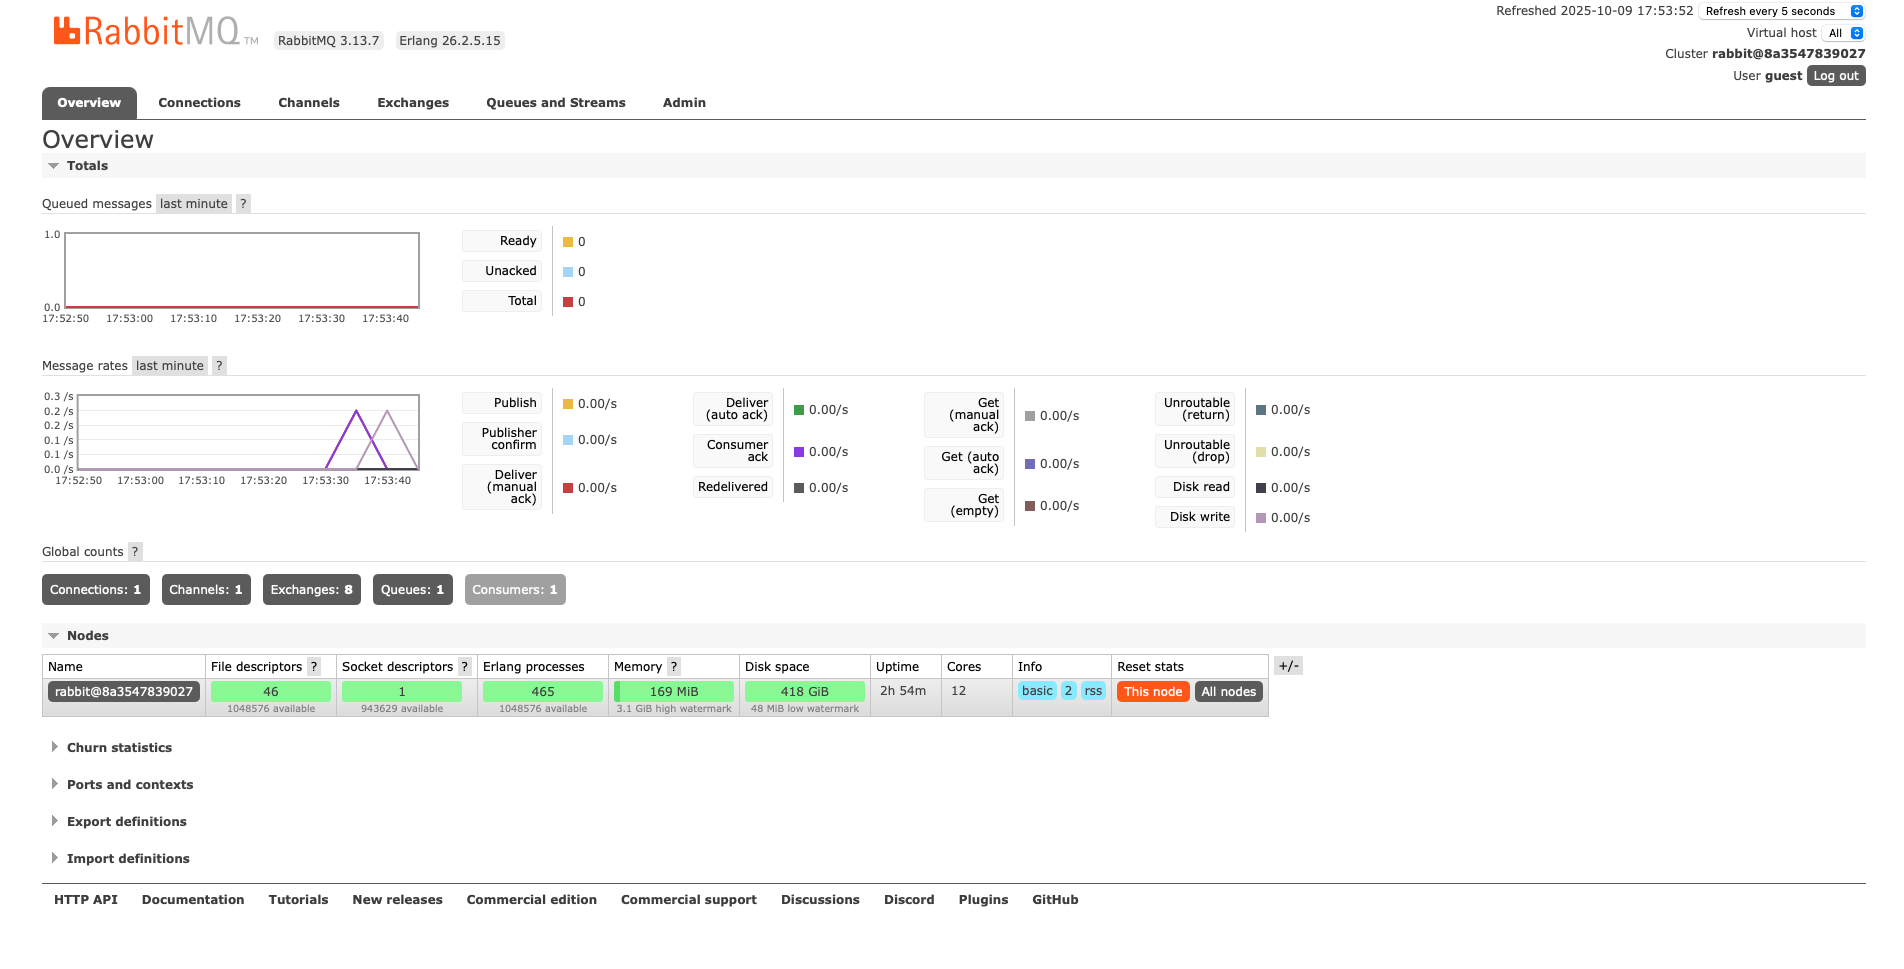 RabbitMQ TM RabbitMQ 3.13.7 Erlang 26.2.5.15
Refreshed 2025-10-09 17:53:52 Refresh every 5 seconds
Virtual host All
Cluster rabbit@8a3547839027
User guest Log out
Overview Connections Channels Exchanges Queues and Streams Admin
Overview
Totals
Queued messages last minute ?
1.0
0.0
17:52:50 17:53:00 17:53:10 17:53:20 17:53:30 17:53:40
Ready 0
Unacked 0
Total 0
Message rates last minute ?
0.3 /s
0.2 /s
0.2 /s
0.1 /s
0.1 /s
0.0 /s
17:52:50 17:53:00 17:53:10 17:53:20 17:53:30 17:53:40
Publish 0.00/s
Publisher
confirm 0.00/s
Deliver
(manual
ack) 0.00/s
Deliver
(auto ack) 0.00/s
Consumer
ack 0.00/s
Redelivered 0.00/s
Get
(manual
ack) 0.00/s
Get (auto
ack) 0.00/s
Get
(empty) 0.00/s
Unroutable
(return) 0.00/s
Unroutable
(drop) 0.00/s
Disk read 0.00/s
Disk write 0.00/s
Global counts ?
Connections: 1 Channels: 1 Exchanges: 8 Queues: 1 Consumers: 1
Nodes
Name File descriptors ? Socket descriptors ? Erlang processes Memory ? Disk space Uptime Cores Info Reset stats +/-
rabbit@8a3547839027 46 1 465 169 MiB 418 GiB 2h 54m 12 basic 2 rss This node All nodes
1048576 available 943629 available 1048576 available 3.1 GiB high watermark 48 MiB low watermark
Churn statistics
Ports and contexts
Export definitions
Import definitions
HTTP API Documentation Tutorials New releases Commercial edition Commercial support Discussions Discord Plugins GitHub